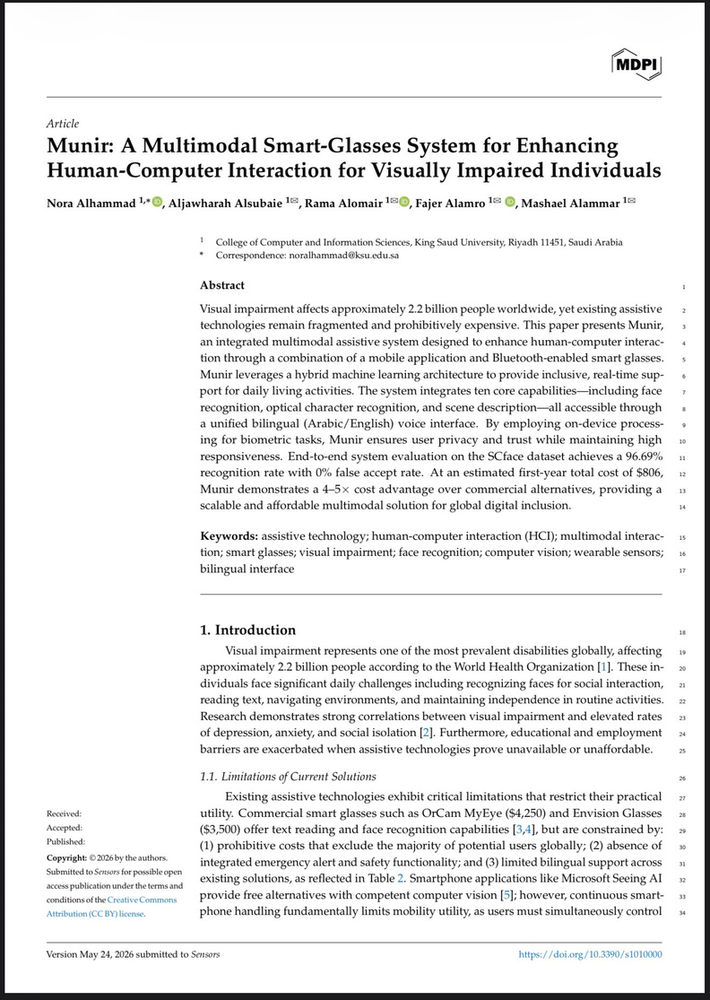 MDPI
Article
Munir: A Multimodal Smart-Glasses System for Enhancing
Human-Computer Interaction for Visually Impaired Individuals
Nora Alhammad 1,* iD, Aljawharah Alsubaie 1✉, Rama Alomair 1✉ iD, Fajer Alamro 1✉ iD, Mashael Alammar 1✉
1 College of Computer and Information Sciences, King Saud University, Riyadh 11451, Saudi Arabia
* Correspondence: noralhammad@ksu.edu.sa
Abstract 1
Visual impairment affects approximately 2.2 billion people worldwide, yet existing assistive 2
technologies remain fragmented and prohibitively expensive. This paper presents Munir, 3
an integrated multimodal assistive system designed to enhance human-computer interac- 4
tion through a combination of a mobile application and Bluetooth-enabled smart glasses. 5
Munir leverages a hybrid machine learning architecture to provide inclusive, real-time sup- 6
port for daily living activities. The system integrates ten core capabilities—including face 7
recognition, optical character recognition, and scene description—all accessible through 8
a unified bilingual (Arabic/English) voice interface. By employing on-device process- 9
ing for biometric tasks, Munir ensures user privacy and trust while maintaining high 10
responsiveness. End-to-end system evaluation on the SCface dataset achieves a 96.69% 11
recognition rate with 0% false accept rate. At an estimated first-year total cost of $806, 12
Munir demonstrates a 4–5× cost advantage over commercial alternatives, providing a 13
scalable and affordable multimodal solution for global digital inclusion. 14
Keywords: assistive technology; human-computer interaction (HCI); multimodal interac- 15
tion; smart glasses; visual impairment; face recognition; computer vision; wearable sensors; 16
bilingual interface 17
1. Introduction 18
Visual impairment represents one of the most prevalent disabilities globally, affecting 19
approximately 2.2 billion people according to the World Health Organization [1]. These in- 20
dividuals face significant daily challenges including recognizing faces for social interaction, 21
reading text, navigating environments, and maintaining independence in routine activities. 22
Research demonstrates strong correlations between visual impairment and elevated rates 23
of depression, anxiety, and social isolation [2]. Furthermore, educational and employment 24
barriers are exacerbated when assistive technologies prove unavailable or unaffordable. 25
1.1. Limitations of Current Solutions 26
Existing assistive technologies exhibit critical limitations that restrict their practical 27
utility. Commercial smart glasses such as OrCam MyEye ($4,250) and Envision Glasses 28
($3,500) offer text reading and face recognition capabilities [3,4], but are constrained by: 29
(1) prohibitive costs that exclude the majority of potential users globally; (2) absence of 30
integrated emergency alert and safety functionality; and (3) limited bilingual support across 31
existing solutions, as reflected in Table 2. Smartphone applications like Microsoft Seeing AI 32
provide free alternatives with competent computer vision [5]; however, continuous smart- 33
phone handling fundamentally limits mobility utility, as users must simultaneously control 34
Received:
Accepted:
Published:
Copyright: © 2026 by the authors.
Submitted to Sensors for possible open
access publication under the terms and
conditions of the Creative Commons
Attribution (CC BY) license.
Version May 24, 2026 submitted to Sensors
https://doi.org/10.3390/s1010000